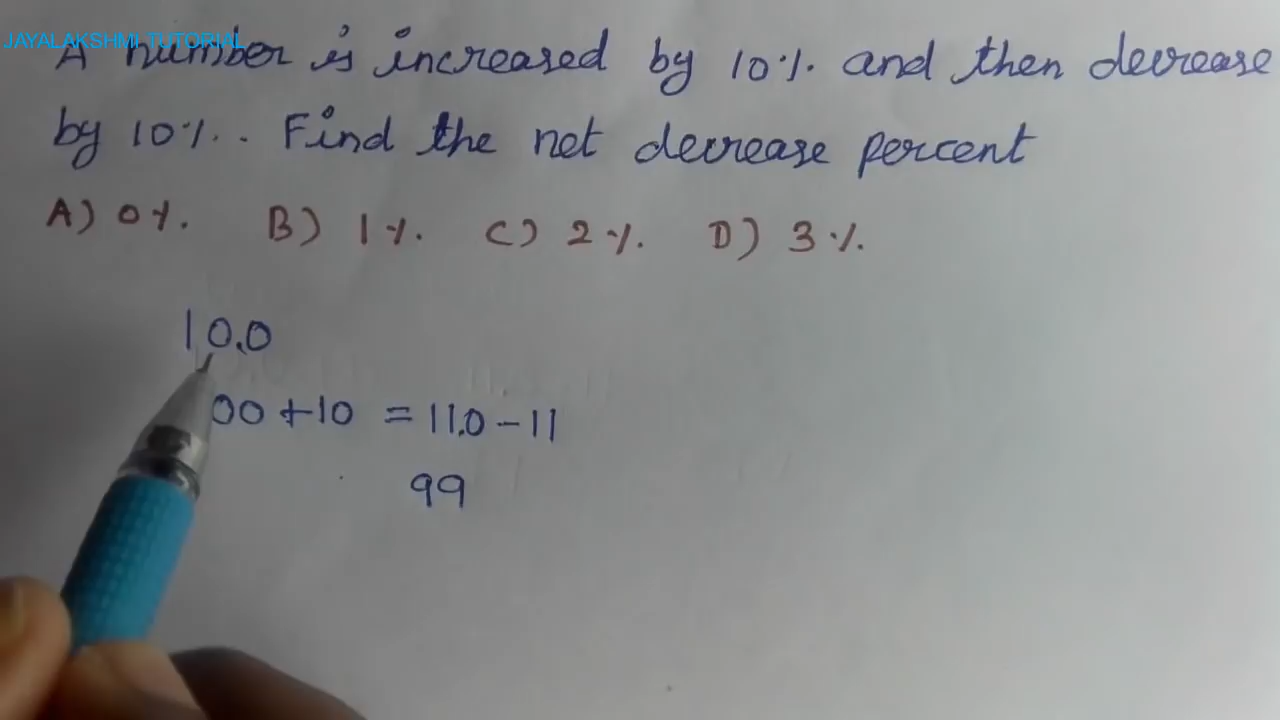 JAYALAKSHMI TUTORIAL
A number is increased by 10%. and then decrease
by 10%. . Find the net decrease percent
A) 0%. B) 1%. C) 2%. D) 3%.
10.0
00 + 10 = 11.0 - 11
99